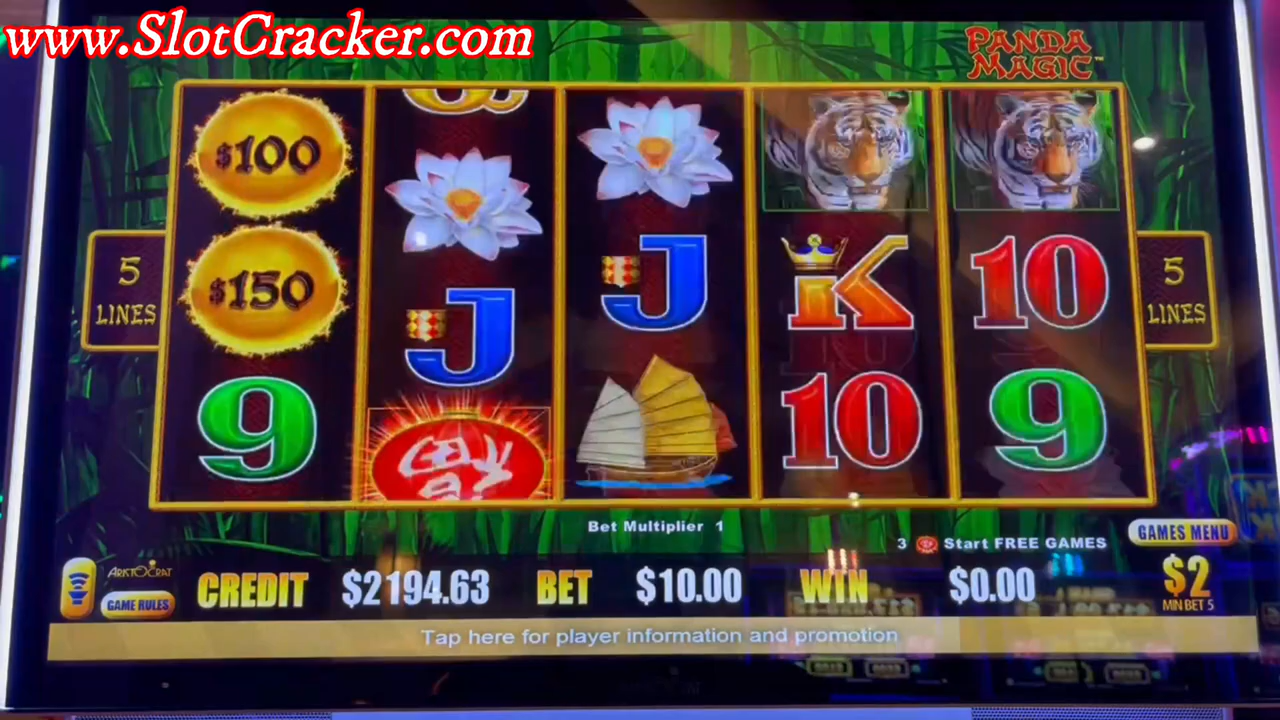 www.SlotCracker.com
PANDA
MAGIC™
$100
$150
5
LINES
J
K
10
5
LINES
9
J
10
9
Bet Multiplier 1
3 Start FREE GAMES
GAMES MENU
ARISTOCRAT
GAME RULES
CREDIT $2194.63 BET $10.00 WIN $0.00
$2
MIN BET 5
Tap here for player information and promotion